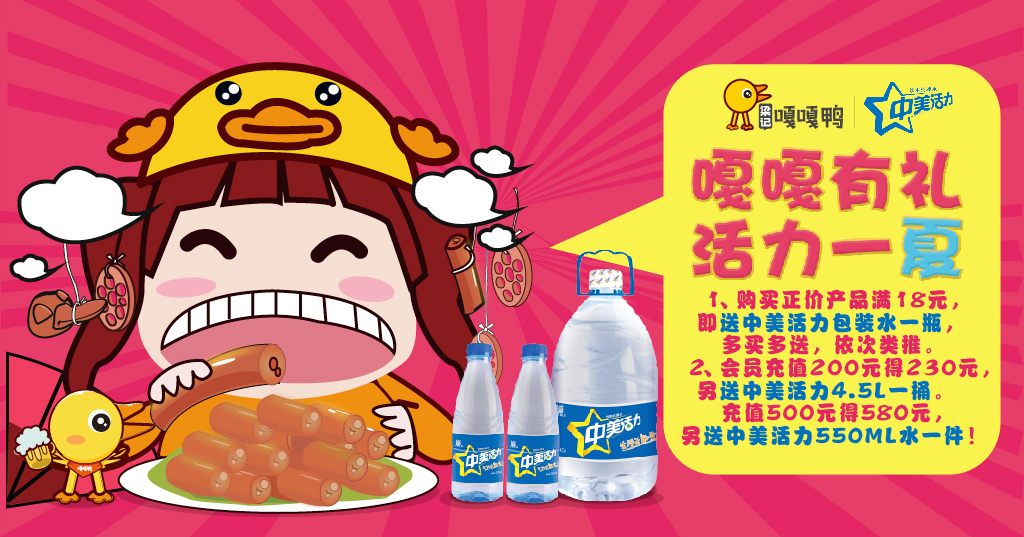 梁记
嘎嘎鸭
中美活力
嘎嘎有礼
活力一夏
1、购买正价产品满18元，
即送中美活力包装水一瓶，
多买多送，依次类推。
2、会员充值200元得230元，
另送中美活力4.5L一桶。
充值500元得580元，
另送中美活力550ML水一件！
中美活力
中美活力
中美活力
嘎嘎鸭